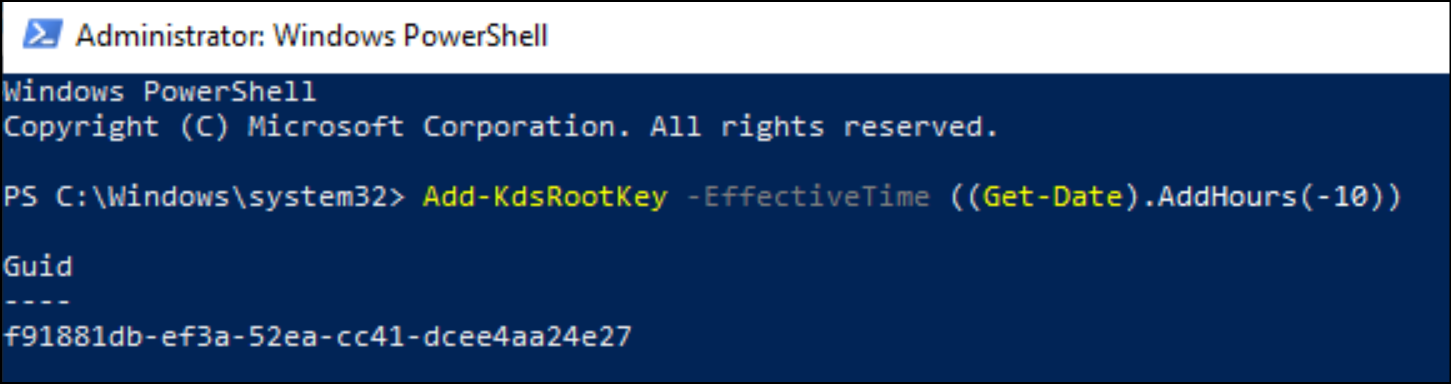 Administrator: Windows PowerShell
Windows PowerShell
Copyright (C) Microsoft Corporation. All rights reserved.
PS C:\Windows\system32> Add-KdsRootKey -EffectiveTime ((Get-Date).AddHours(-10))
Guid
----
f91881db-ef3a-52ea-cc41-dcee4aa24e27